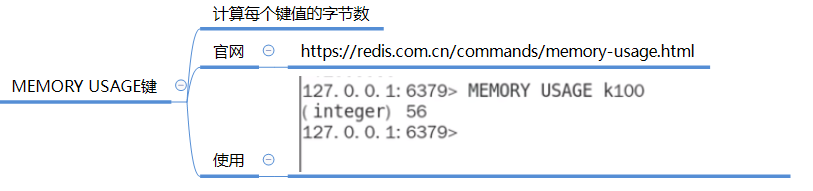 计算每个键值的字节数
官网 https://redis.com.cn/commands/memory-usage.html
MEMORY USAGE键
127.0.0.1:6379> MEMORY USAGE k100
(integer) 56
127.0.0.1:6379>
使用